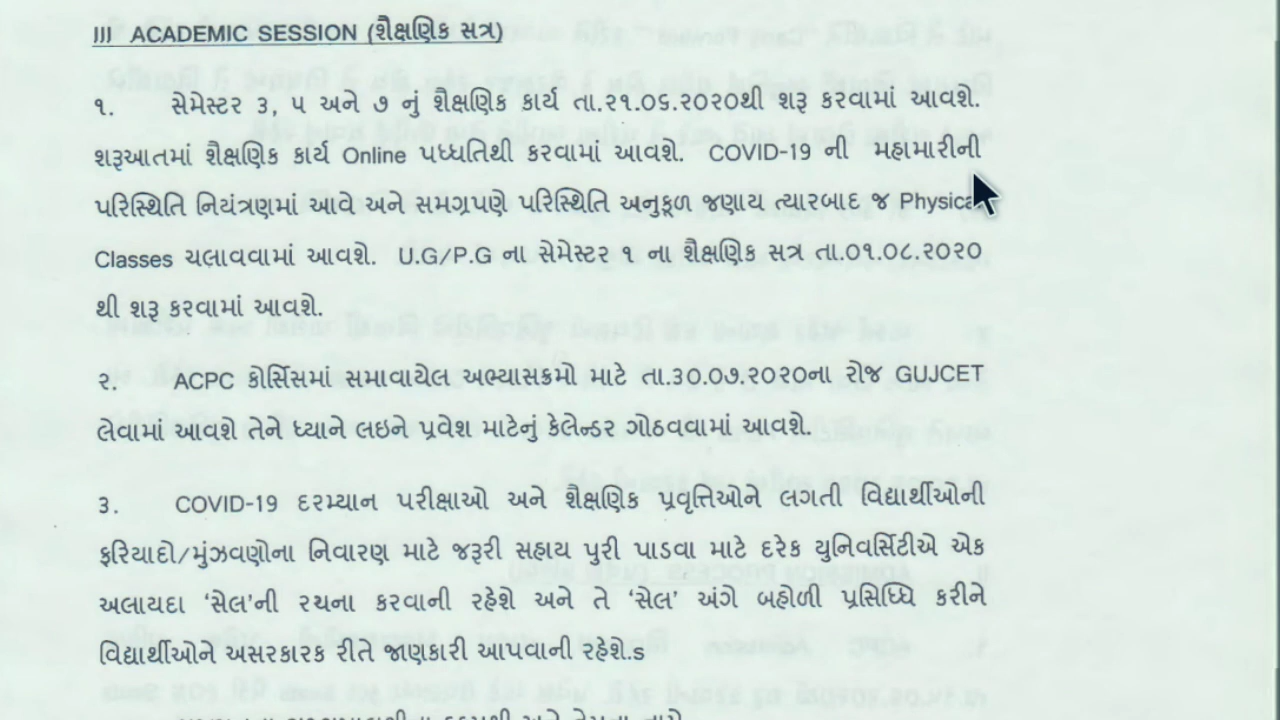 III ACADEMIC SESSION (શૈક્ષણિક સત્ર)
૧. સેમેસ્ટર ૩, ૫ અને ૭ નું શૈક્ષણિક કાર્ય તા.૨૧.૦૬.૨૦૨૦થી શરૂ કરવામાં આવશે.
શરૂઆતમાં શૈક્ષણિક કાર્ય Online પધ્ધતિથી કરવામાં આવશે. COVID-19 ની મહામારીની
પરિસ્થિતિ નિયંત્રણમાં આવે અને સમગ્રપણે પરિસ્થિતિ અનુકૂળ જણાય ત્યારબાદ જ
Classes ચલાવવામાં આવશે. U.G/P.G ના સેમેસ્ટર ૧ ના શૈક્ષણિક સત્ર તા.૦૧.૦૮.૨૦૨૦
થી શરૂ કરવામાં આવશે.
૨. ACPC કોર્સિસમાં સમાવાયેલ અભ્યાસક્રમો માટે તા.૩૦.૦૭.૨૦૨૦ના રોજ GUJCET
લેવામાં આવશે તેને ધ્યાને લઇને પ્રવેશ માટેનું કેલેન્ડર ગોઠવવામાં આવશે.
૩. COVID-19 દરમ્યાન પરીક્ષાઓ અને શૈક્ષણિક પ્રવૃત્તિઓને લગતી વિદ્યાર્થીઓની
ફરિયાદો/મુંઝવણોના નિવારણ માટે જરૂરી સહાય પુરી પાડવા માટે દરેક યુનિવર્સિટીએ એક
અલાયદા ‘સેલ’ની રચના કરવાની રહેશે અને તે ‘સેલ’ અંગે બહોળી પ્રસિધ્ધિ કરીને
વિદ્યાર્થીઓને અસરકારક રીતે જાણકારી આપવાની રહેશે.s